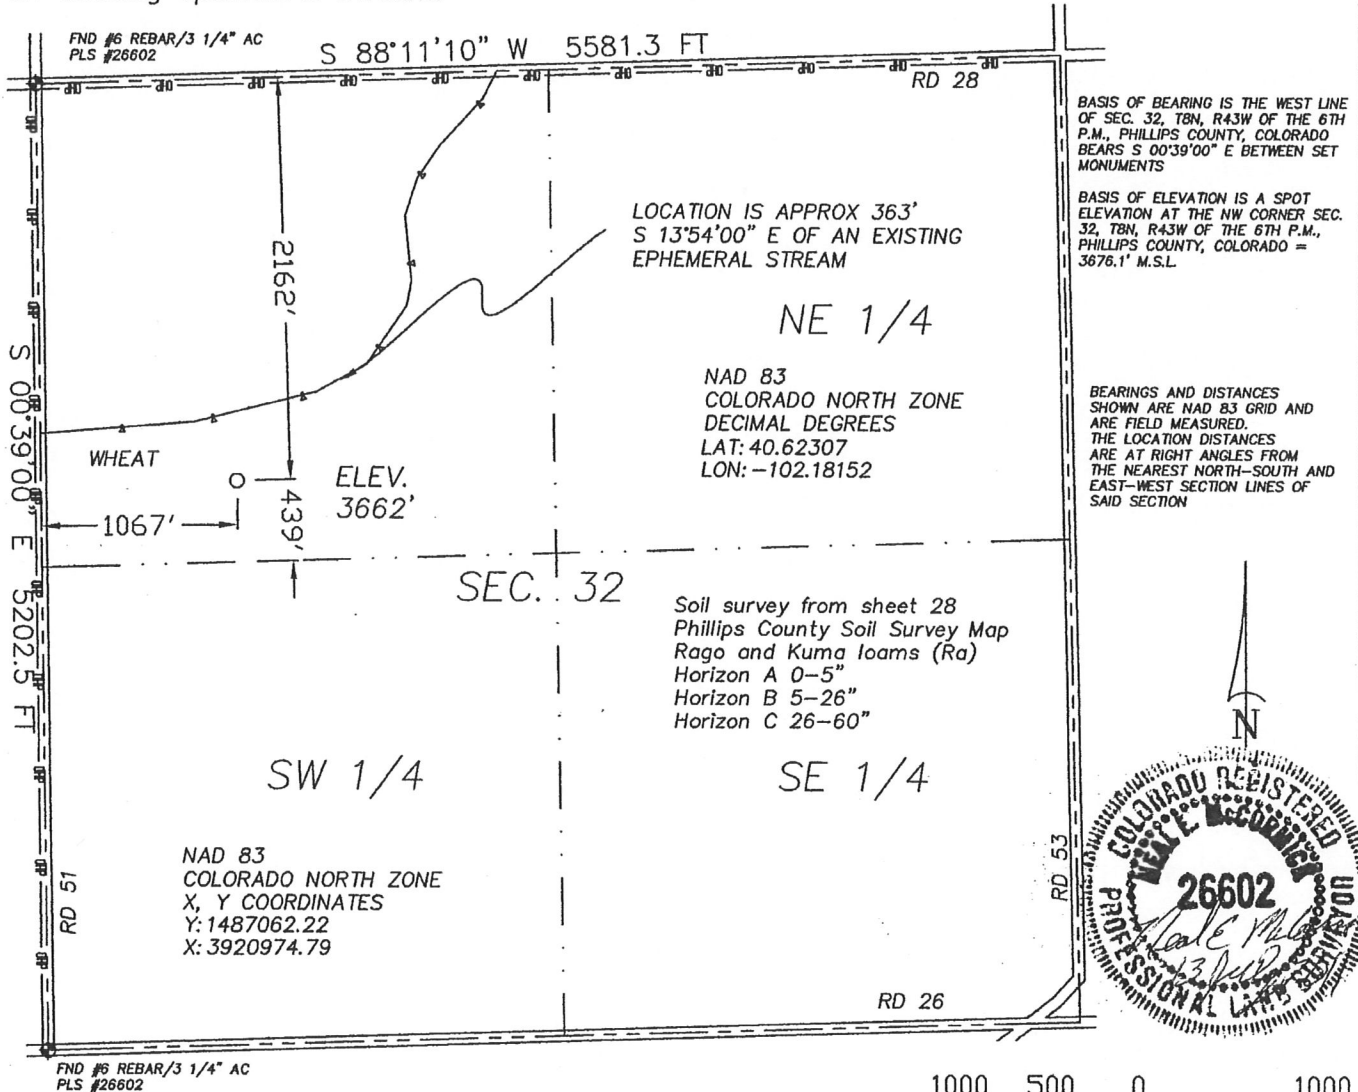 FND #6 REBAR/3 1/4" AC
PLS #26602
S 88°11'10" W 5581.3 FT
RD 28
BASIS OF BEARING IS THE WEST LINE
OF SEC. 32, T8N, R43W OF THE 6TH
P.M., PHILLIPS COUNTY, COLORADO
BEARS S 00°39'00" E BETWEEN SET
MONUMENTS
BASIS OF ELEVATION IS A SPOT
ELEVATION AT THE NW CORNER SEC.
32, T8N, R43W OF THE 6TH P.M.,
PHILLIPS COUNTY, COLORADO =
3676.1' M.S.L.
LOCATION IS APPROX 363'
S 13°54'00" E OF AN EXISTING
EPHEMERAL STREAM
2162'
NE 1/4
NAD 83
COLORADO NORTH ZONE
DECIMAL DEGREES
LAT: 40.62307
LON: -102.18152
BEARINGS AND DISTANCES
SHOWN ARE NAD 83 GRID AND
ARE FIELD MEASURED.
THE LOCATION DISTANCES
ARE AT RIGHT ANGLES FROM
THE NEAREST NORTH-SOUTH AND
EAST-WEST SECTION LINES OF
SAID SECTION
S 00°39'00" E 5202.5 FT
WHEAT
ELEV.
3662'
1067'
439'
SEC. 32
Soil survey from sheet 28
Phillips County Soil Survey Map
Rago and Kuma loams (Ra)
Horizon A 0-5"
Horizon B 5-26"
Horizon C 26-60"
N
SW 1/4
SE 1/4
NAD 83
COLORADO NORTH ZONE
X, Y COORDINATES
Y: 1487062.22
X: 3920974.79
RD 51
RD 53
RD 26
COLORADO REGISTERED
NEAL E. McCORMICK
26602
PROFESSIONAL LAND SURVEYOR
FND #6 REBAR/3 1/4" AC
PLS #26602
1000 500 0 1000